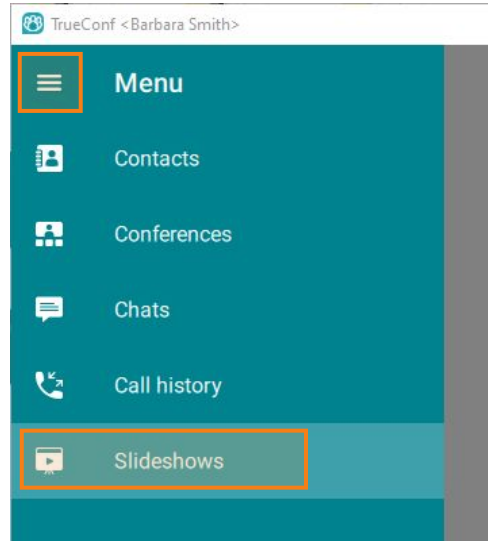 TrueConf <Barbara Smith>
Menu
Contacts
Conferences
Chats
Call history
Slideshows